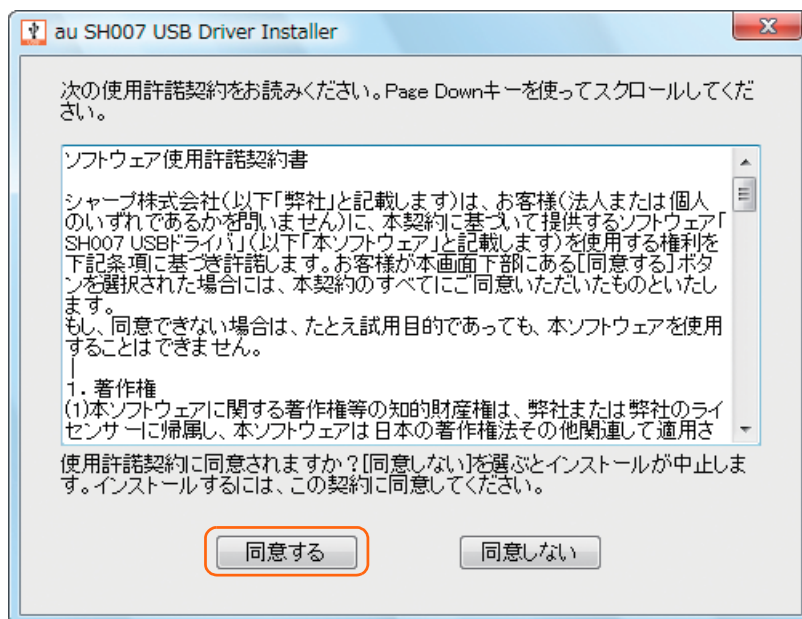 au SH007 USB Driver Installer
次の使用許諾契約をお読みください。Page Downキーを使ってスクロールしてくだ
さい。
ソフトウェア使用許諾契約書
シャープ株式会社(以下「弊社」と記載します)は、お客様(法人または個人
のいずれであるかを問いません)に、本契約に基づいて提供するソフトウェア「
SH007 USBドライバ」(以下「本ソフトウェア」と記載します)を使用する権利を
下記条項に基づき許諾します。お客様が本画面下部にある[同意する]ボタ
ンを選択された場合には、本契約のすべてにご同意いただいたものといたし
ます。
もし、同意できない場合は、たとえ試用目的であっても、本ソフトウェアを使用
することはできません。
1. 著作権
(1)本ソフトウェアに関する著作権等の知的財産権は、弊社または弊社のライ
センサーに帰属し、本ソフトウェアは日本の著作権法その他関連して適用さ
使用許諾契約に同意されますか?[同意しない]を選ぶとインストールが中止しま
す。インストールするには、この契約に同意してください。
同意する
同意しない